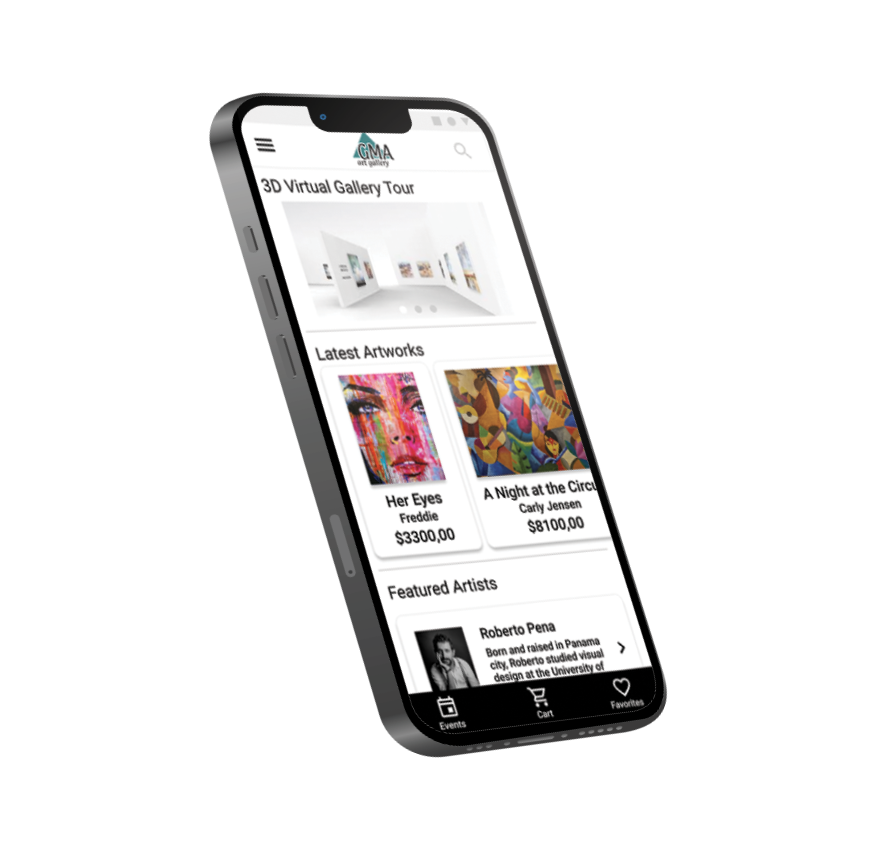 GMA
art gallery
3D Virtual Gallery Tour
Latest Artworks
Her Eyes
Freddie
$3300,00
A Night at the Circu
Carly Jensen
$8100,00
Featured Artists
Roberto Pena
Born and raised in Panama
city, Roberto studied visual
design at the University of
Events
Cart
Favorites